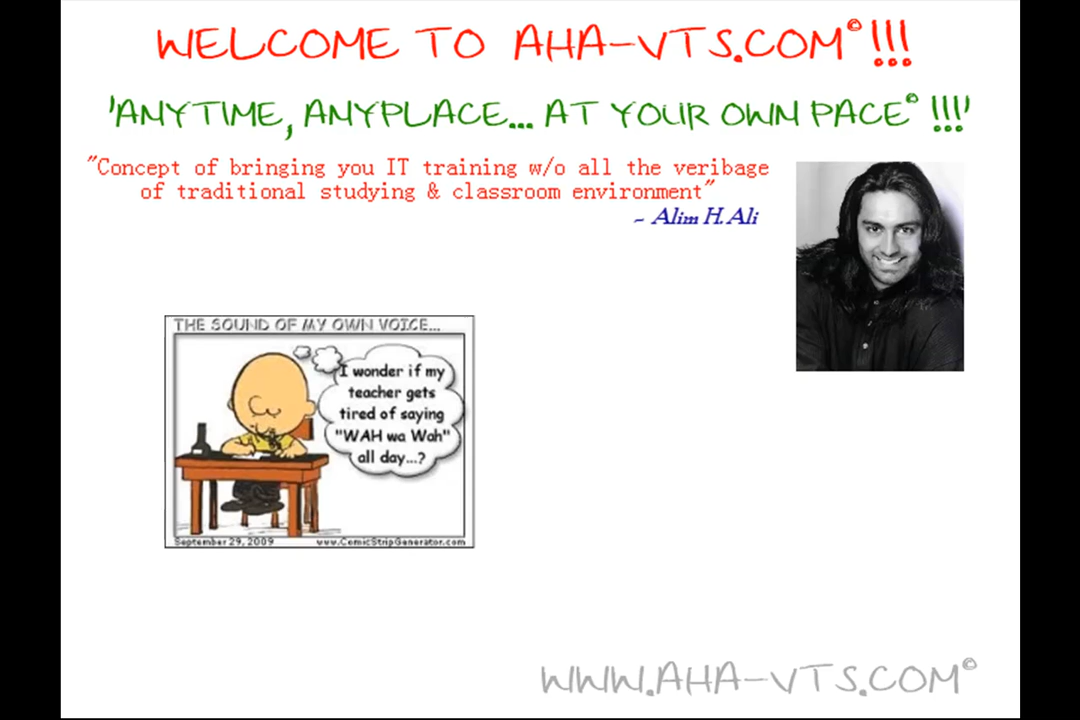 WELCOME TO AHA-VTS.COM©!!!
'ANYTIME, ANYPLACE... AT YOUR OWN PACE© !!!'
"Concept of bringing you IT training w/o all the veribage
of traditional studying & classroom environment"
~ Alim H. Ali
THE SOUND OF MY OWN VOICE...
I wonder if my
teacher gets
tired of saying
"WAH wa Wah"
all day...?
September 29, 2009 www.ComicStripGenerator.com
WWW.AHA-VTS.COM©